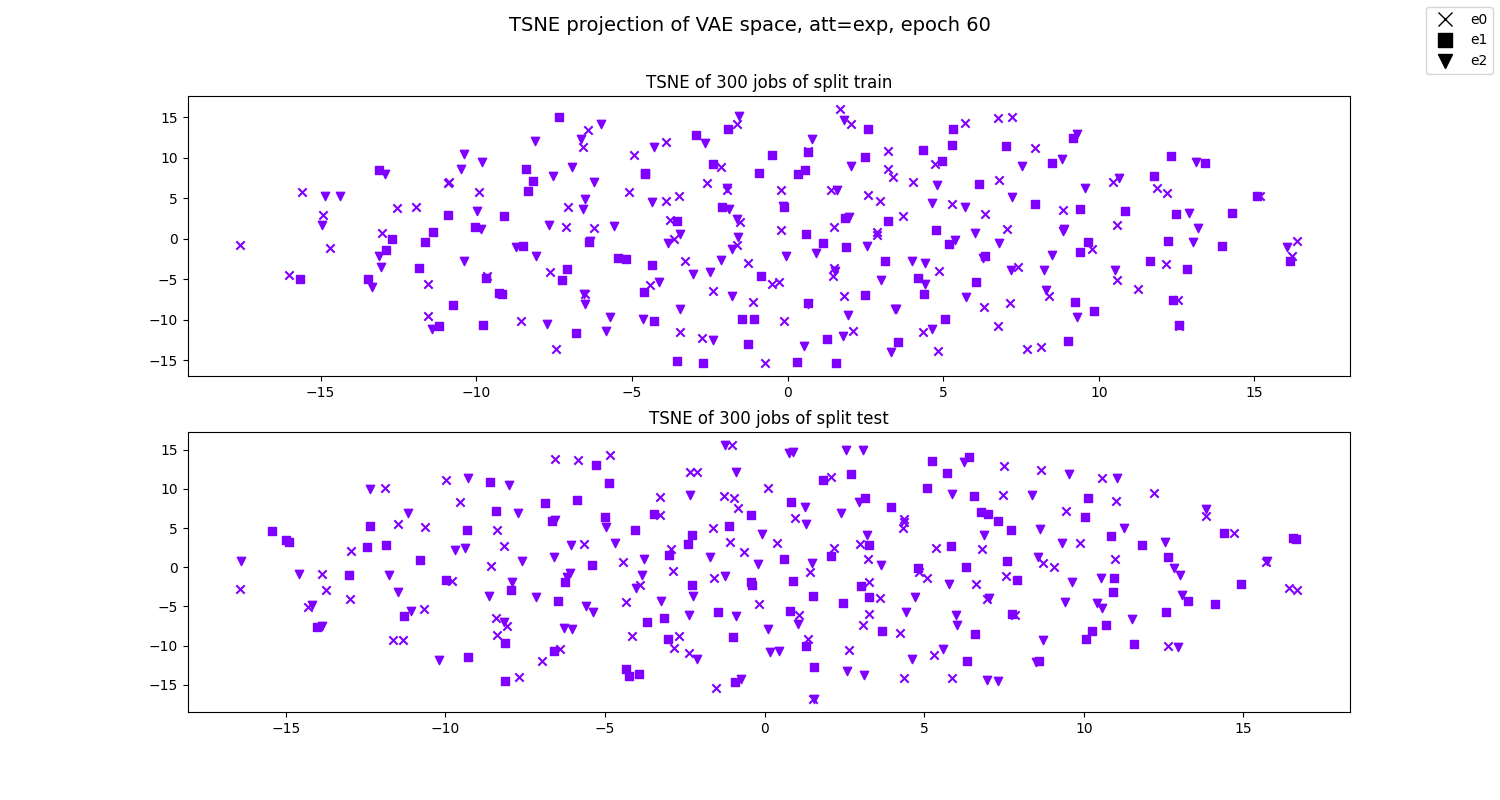 TSNE projection of VAE space, att=exp, epoch 60
e0
e1
e2
TSNE of 300 jobs of split train
15
10
5
0
−5
−10
−15
−15 −10 −5 0 5 10 15
TSNE of 300 jobs of split test
15
10
5
0
−5
−10
−15
−15 −10 −5 0 5 10 15